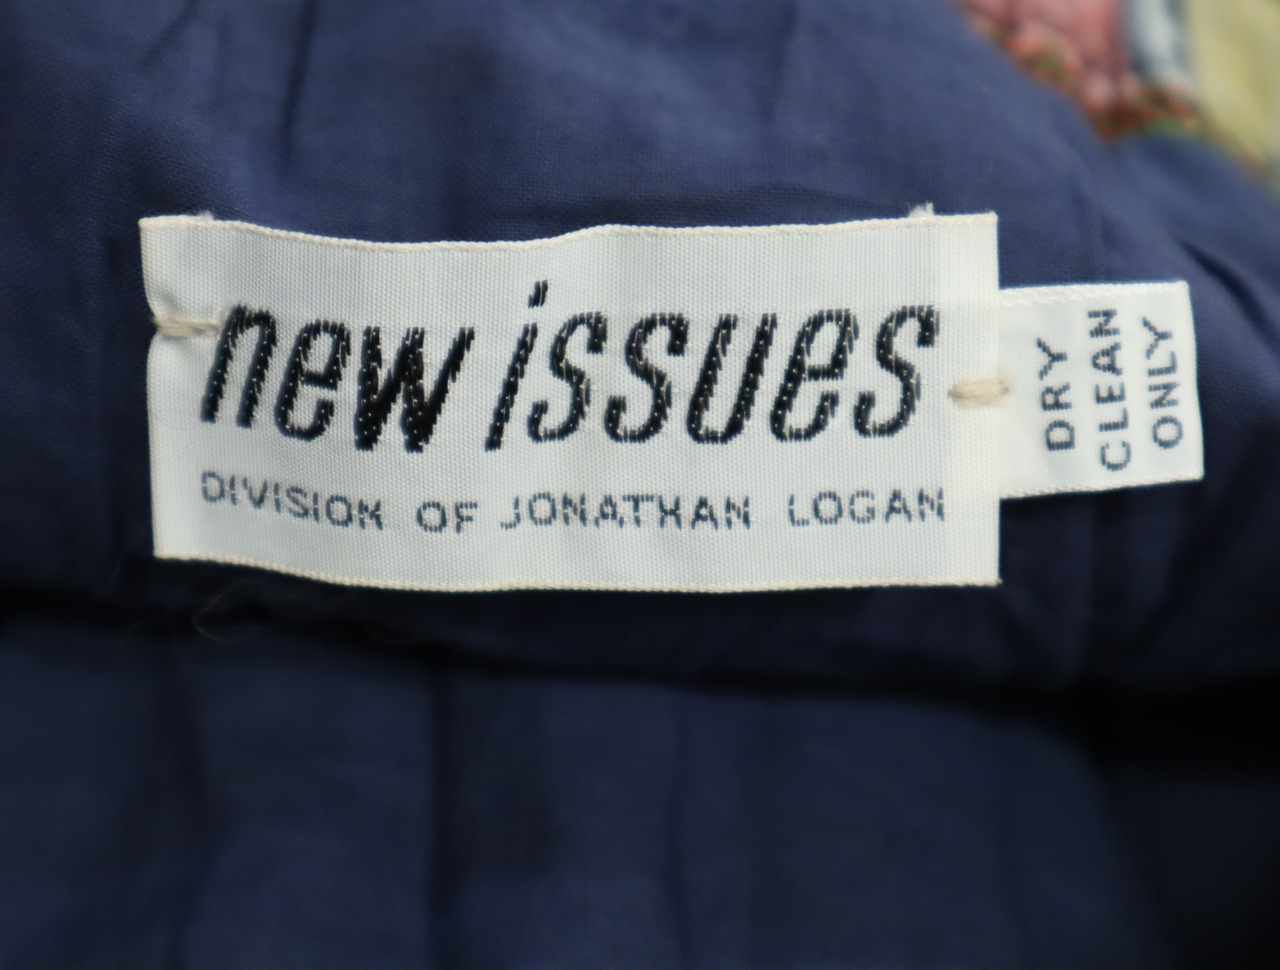 new issues
DIVISION OF JONATHAN LOGAN
DRY
CLEAN
ONLY